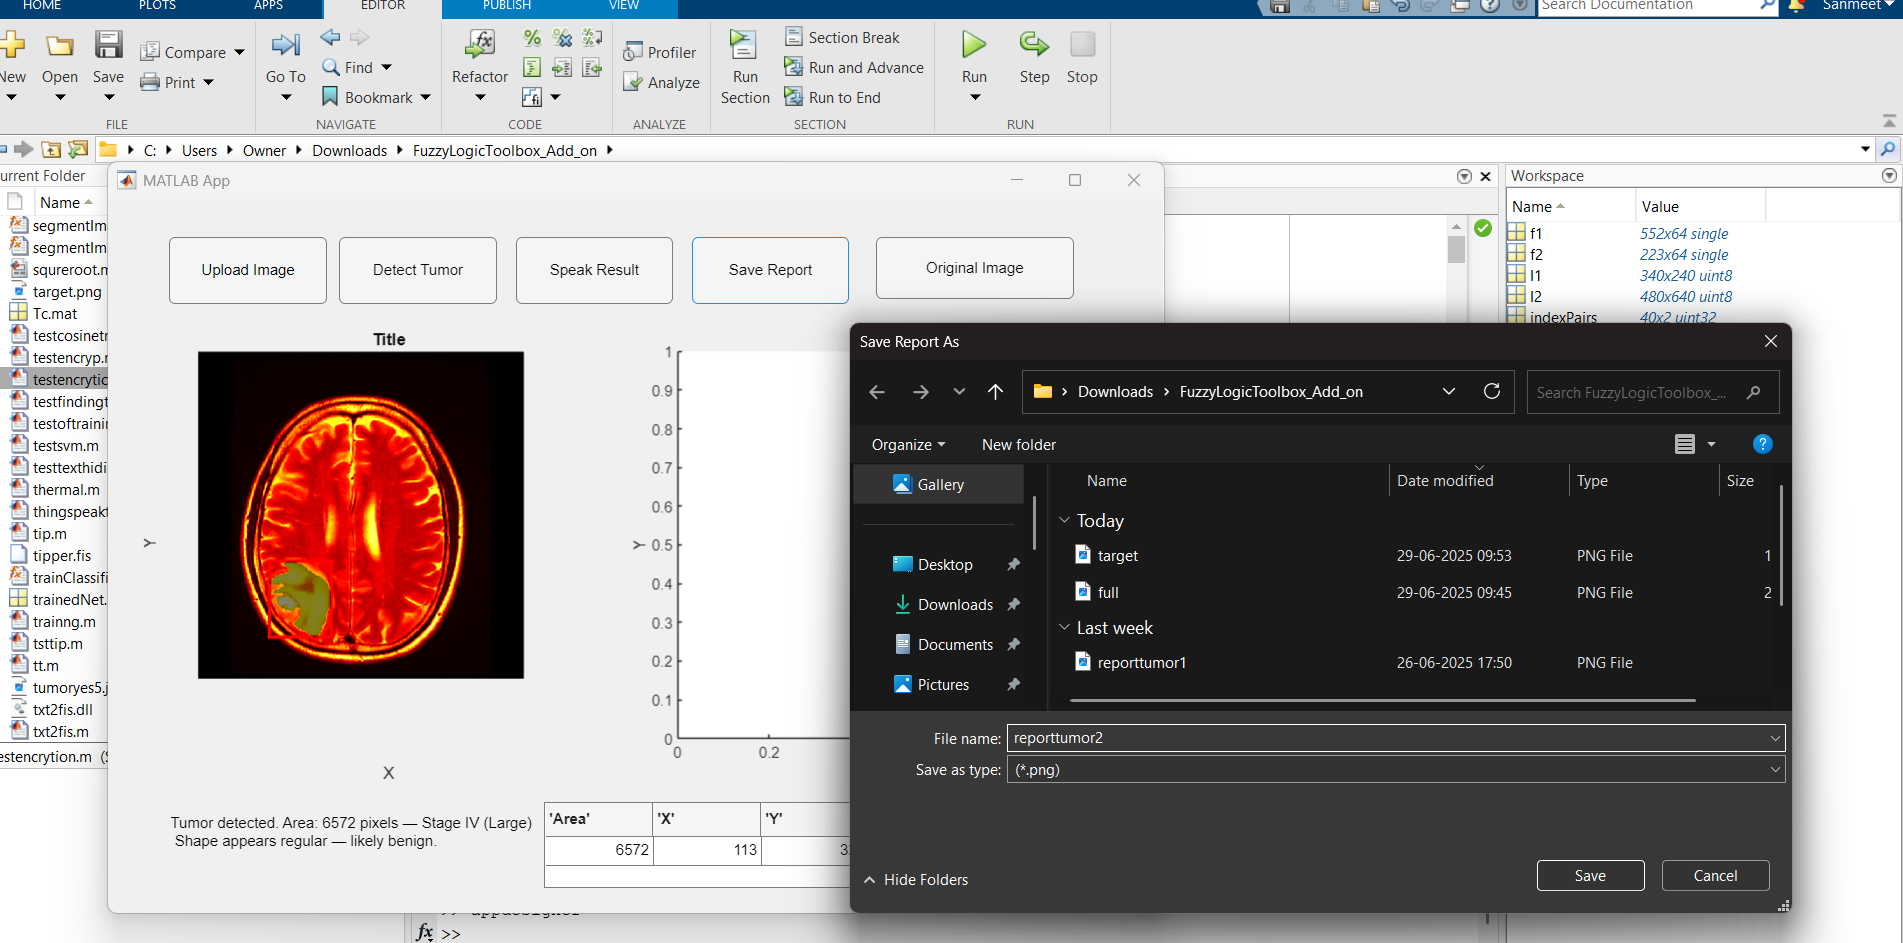 HOME PLOTS APPS EDITOR PUBLISH VIEW Search Documentation Sanmeet
New Open Save Compare Print Go To Find Bookmark Refactor Profiler Analyze Run Section Section Break Run and Advance Run to End Run Step Stop
FILE NAVIGATE CODE ANALYZE SECTION RUN
C: Users Owner Downloads FuzzyLogicToolbox_Add_on
urrent Folder
Name
segmentIm
segmentIm
squreroot.m
target.png
Tc.mat
testcosinetr
testencryp.r
testencrytic
testfindingt
testoftrainin
testsvm.m
testtexthidi
thermal.m
thingspeakt
tip.m
tipper.fis
trainClassifi
trainedNet.
trainng.m
tsttip.m
tt.m
tumoryes5.j
txt2fis.dll
txt2fis.m
estencrytion.m (S
MATLAB App
Upload Image Detect Tumor Speak Result Save Report Original Image
Title
Y
X
1
0.9
0.8
0.7
0.6
Y 0.5
0.4
0.3
0.2
0.1
0
0 0.2
Tumor detected. Area: 6572 pixels — Stage IV (Large)
Shape appears regular — likely benign.
'Area' 'X' 'Y'
6572 113 3
fx >>
Workspace
Name Value
f1 552x64 single
f2 223x64 single
I1 340x240 uint8
I2 480x640 uint8
indexPairs 40x2 uint32
Save Report As
Downloads FuzzyLogicToolbox_Add_on Search FuzzyLogicToolbox_...
Organize New folder
Gallery
Desktop
Downloads
Documents
Pictures
Name Date modified Type Size
Today
target 29-06-2025 09:53 PNG File 1
full 29-06-2025 09:45 PNG File 2
Last week
reporttumor1 26-06-2025 17:50 PNG File
File name: reporttumor2
Save as type: (*.png)
Hide Folders Save Cancel